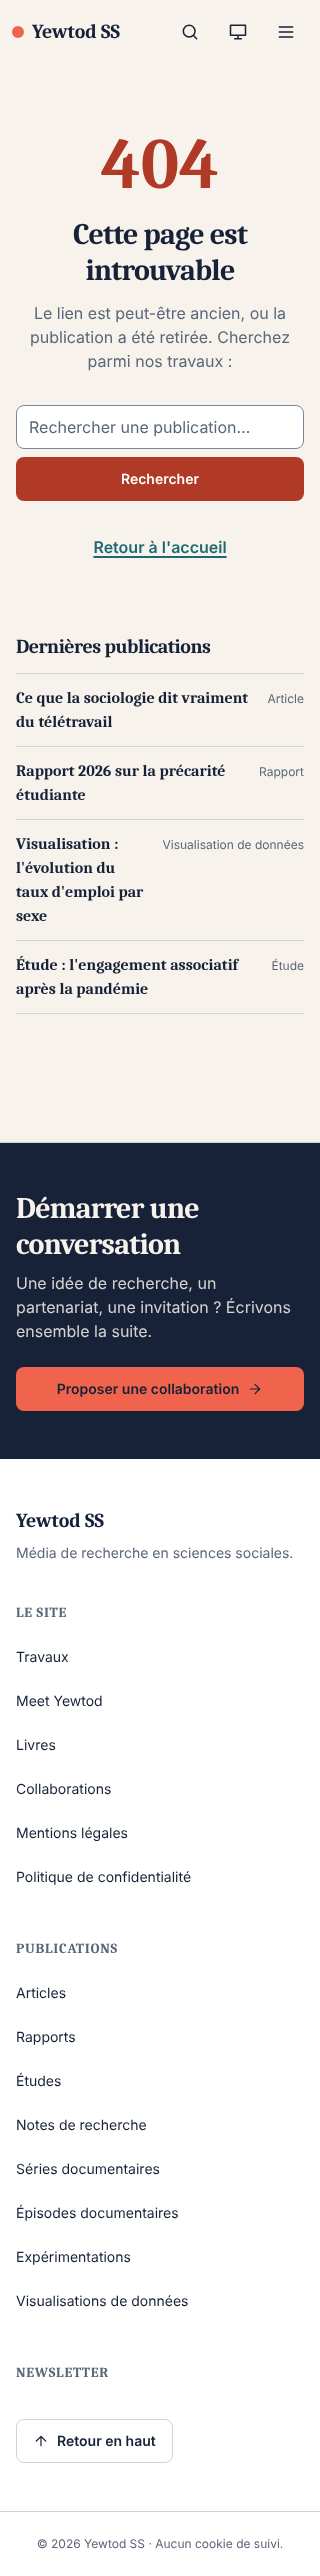 Yewtod SS
404
Cette page est
introuvable
Le lien est peut-être ancien, ou la
publication a été retirée. Cherchez
parmi nos travaux :
Rechercher une publication...
Rechercher
Retour à l'accueil
Dernières publications
Ce que la sociologie dit vraiment
du télétravail
Article
Rapport 2026 sur la précarité
étudiante
Rapport
Visualisation :
l'évolution du
taux d'emploi par
sexe
Visualisation de données
Étude : l'engagement associatif
après la pandémie
Étude
Démarrer une
conversation
Une idée de recherche, un
partenariat, une invitation ? Écrivons
ensemble la suite.
Proposer une collaboration →
Yewtod SS
Média de recherche en sciences sociales.
LE SITE
Travaux
Meet Yewtod
Livres
Collaborations
Mentions légales
Politique de confidentialité
PUBLICATIONS
Articles
Rapports
Études
Notes de recherche
Séries documentaires
Épisodes documentaires
Expérimentations
Visualisations de données
NEWSLETTER
↑ Retour en haut
© 2026 Yewtod SS · Aucun cookie de suivi.